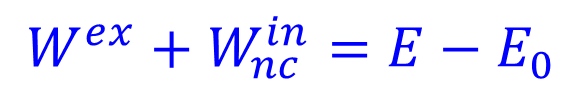 $W^{ex} + W_{nc}^{in} = E - E_0$